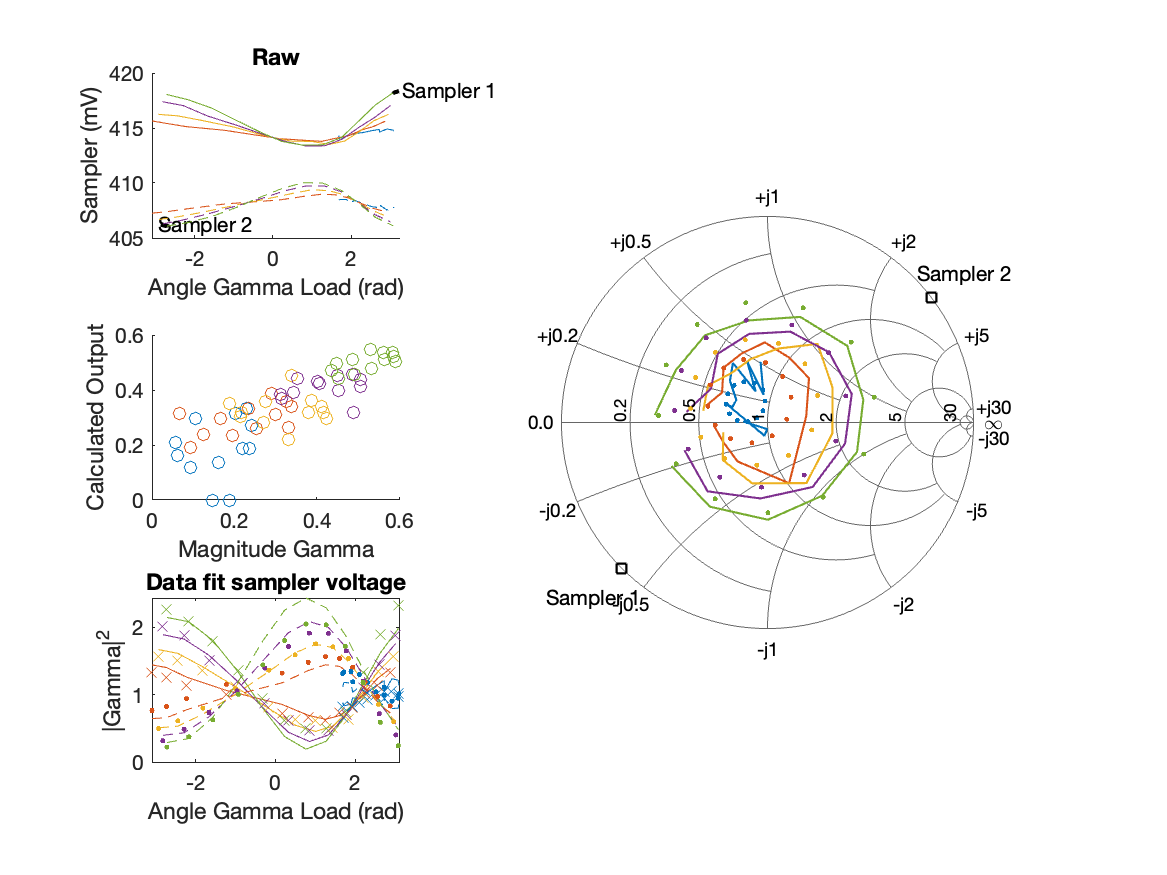 Raw
420
415
410
405
Sampler (mV)
Sampler 1
Sampler 2
-2 0 2
Angle Gamma Load (rad)
0.6
0.4
0.2
0
Calculated Output
0 0.2 0.4 0.6
Magnitude Gamma
Data fit sampler voltage
2
1
0
|Gamma|²
-2 0 2
Angle Gamma Load (rad)
+j1
+j0.5 +j2
Sampler 2
+j0.2 +j5
0.0 0.2 0.5 1 2 5 30 +j30
∞
-j30
-j0.2 -j5
Sampler 1
-j0.5 -j2
-j1